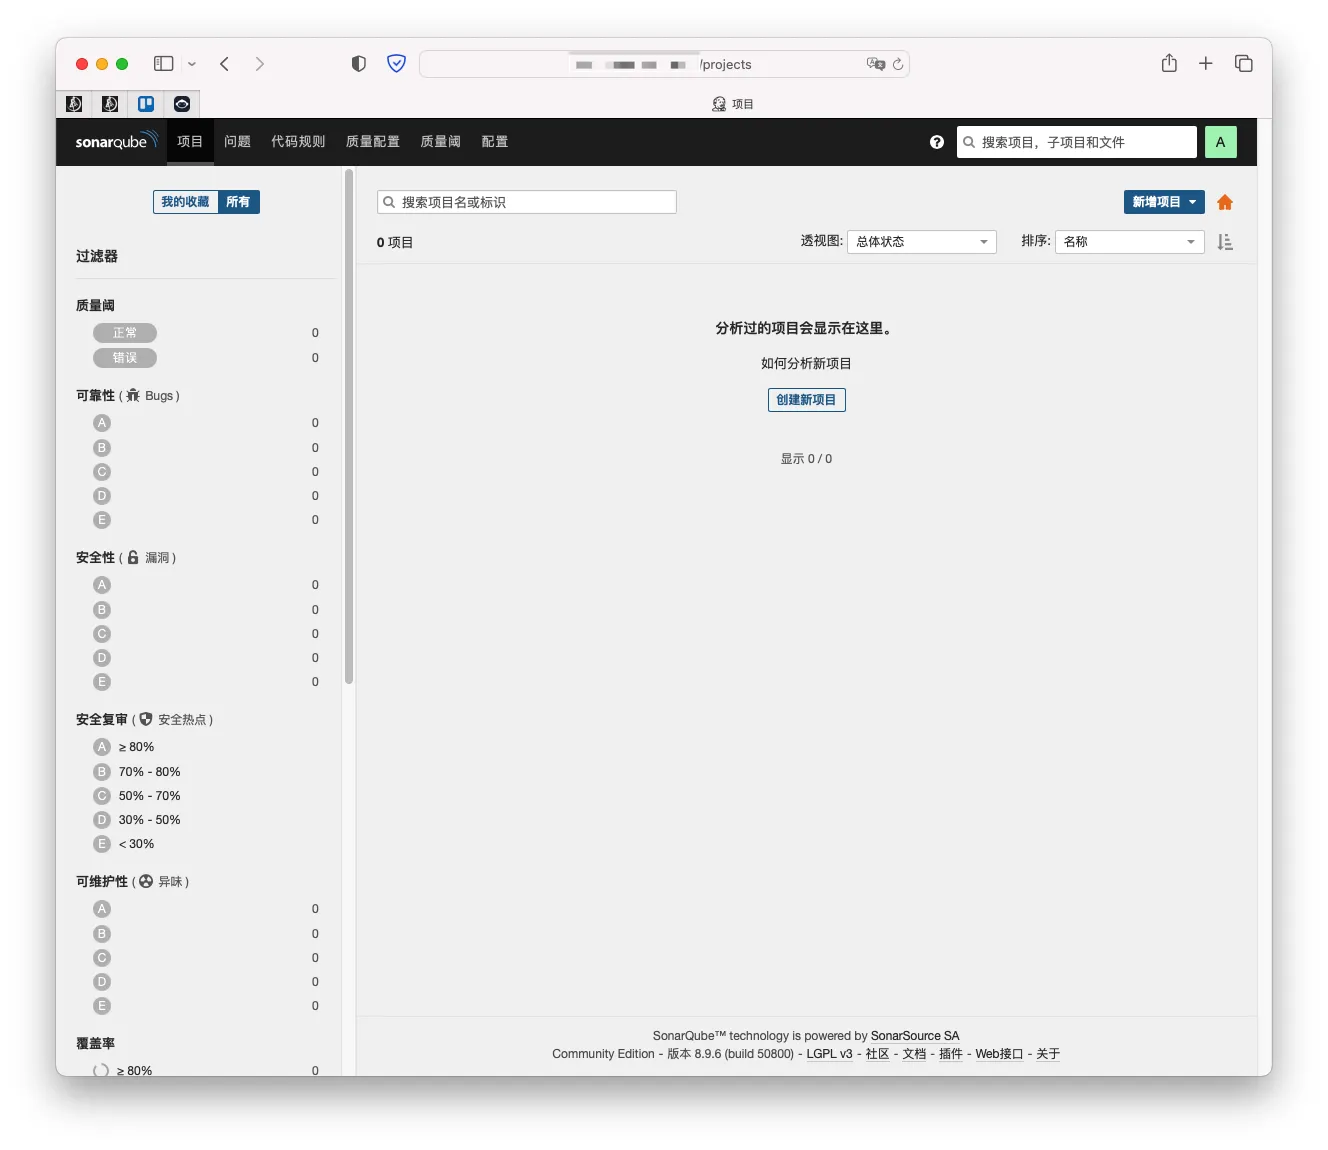 /projects
项目
sonarqube 项目 问题 代码规则 质量配置 质量阈 配置 ? 搜索项目，子项目和文件 A
我的收藏 所有
搜索项目名或标识
新增项目
0 项目
透视图: 总体状态
排序: 名称
过滤器
质量阈
正常 0
错误 0
可靠性 ( Bugs )
A 0
B 0
C 0
D 0
E 0
安全性 ( 漏洞 )
A 0
B 0
C 0
D 0
E 0
安全复审 ( 安全热点 )
A ≥ 80%
B 70% - 80%
C 50% - 70%
D 30% - 50%
E < 30%
可维护性 ( 异味 )
A 0
B 0
C 0
D 0
E 0
覆盖率
≥ 80% 0
分析过的项目会显示在这里。
如何分析新项目
创建新项目
显示 0 / 0
SonarQube™ technology is powered by SonarSource SA
Community Edition - 版本 8.9.6 (build 50800) - LGPL v3 - 社区 - 文档 - 插件 - Web接口 - 关于